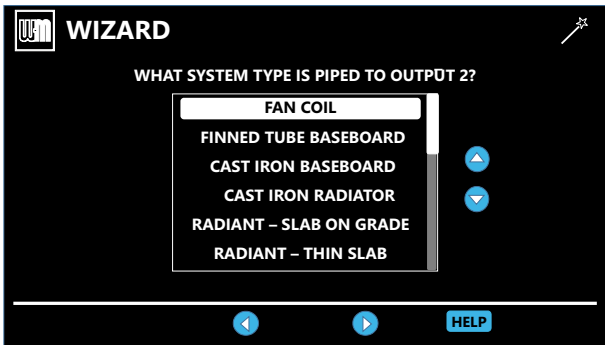 WM WIZARD
WHAT SYSTEM TYPE IS PIPED TO OUTPUT 2?
FAN COIL
FINNED TUBE BASEBOARD
CAST IRON BASEBOARD
CAST IRON RADIATOR
RADIANT – SLAB ON GRADE
RADIANT – THIN SLAB
HELP